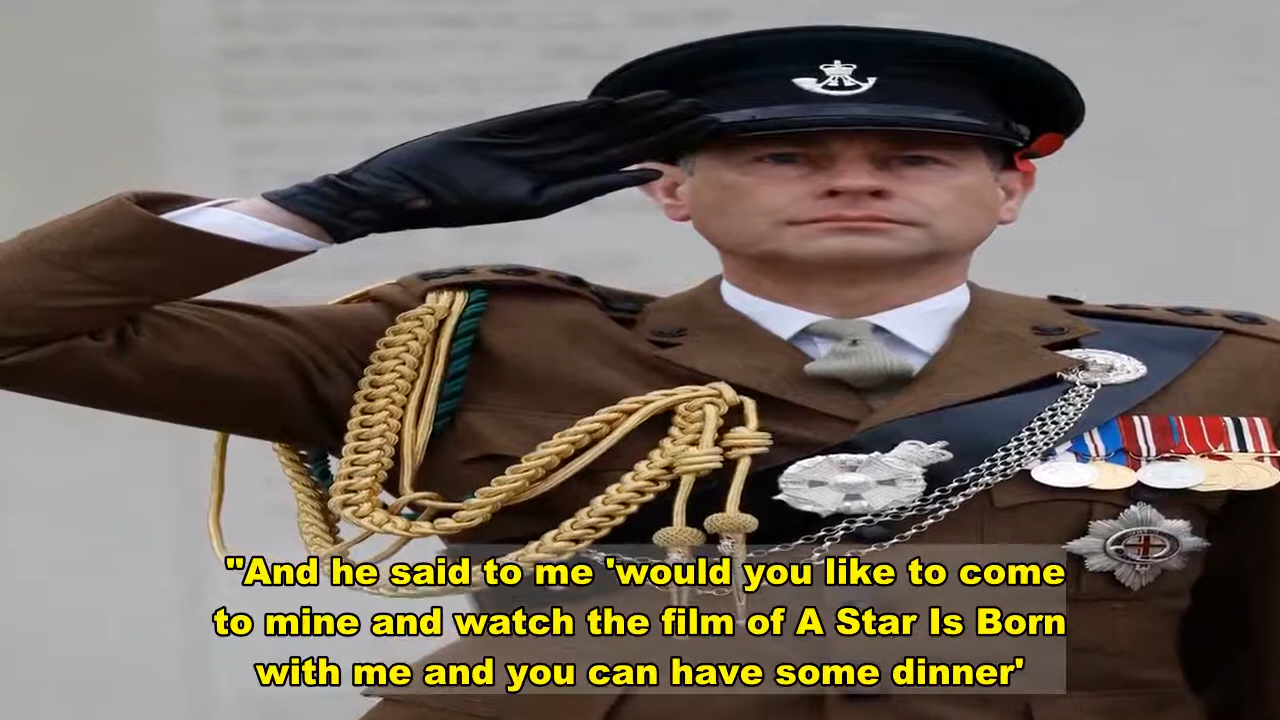 "And he said to me 'would you like to come
to mine and watch the film of A Star Is Born
with me and you can have some dinner'